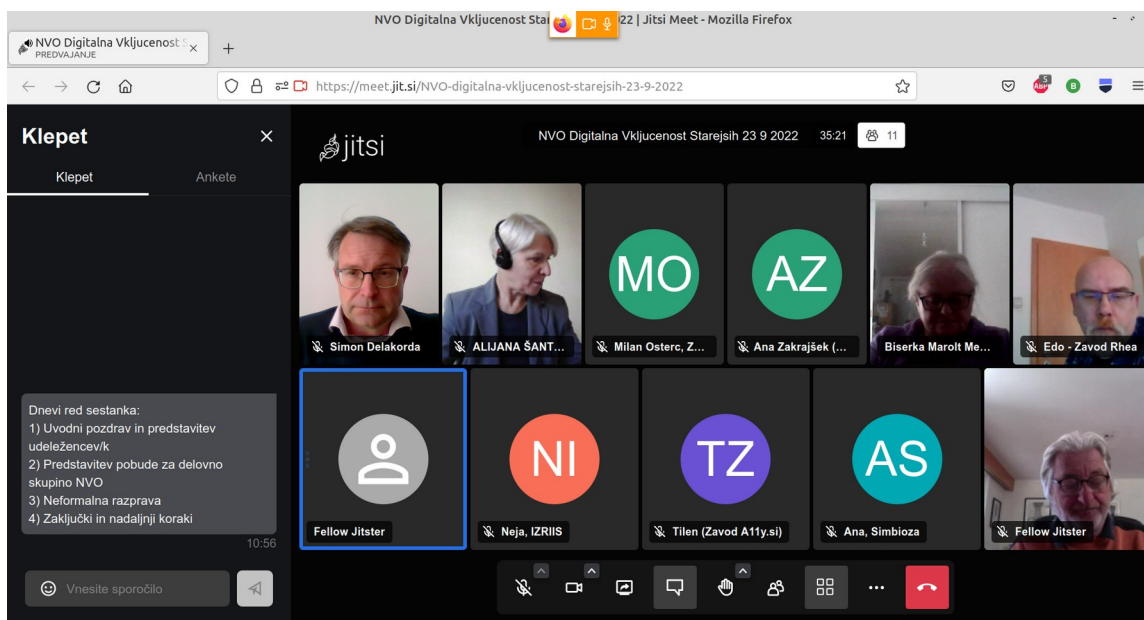 NVO Digitalna Vkljucenost Sta 22 | Jitsi Meet - Mozilla Firefox
NVO Digitalna Vkljucenost S
PREDVAJANJE
https://meet.jit.si/NVO-digitalna-vkljucenost-starejsih-23-9-2022
ABP
5
B
Klepet
Klepet Ankete
jitsi
NVO Digitalna Vkljucenost Starejsih 23 9 2022 35:21 11
MO
AZ
Simon Delakorda
ALIJANA ŠANT...
Milan Osterc, Z...
Ana Zakrajšek (...
Biserka Marolt Me...
Edo - Zavod Rhea
NI
TZ
AS
Fellow Jitster
Neja, IZRIIS
Tilen (Zavod A11y.si)
Ana, Simbioza
Fellow Jitster
Dnevi red sestanka:
1) Uvodni pozdrav in predstavitev
udeležencev/k
2) Predstavitev pobude za delovno
skupino NVO
3) Neformalna razprava
4) Zaključki in nadaljnji koraki
10:56
Vnesite sporočilo